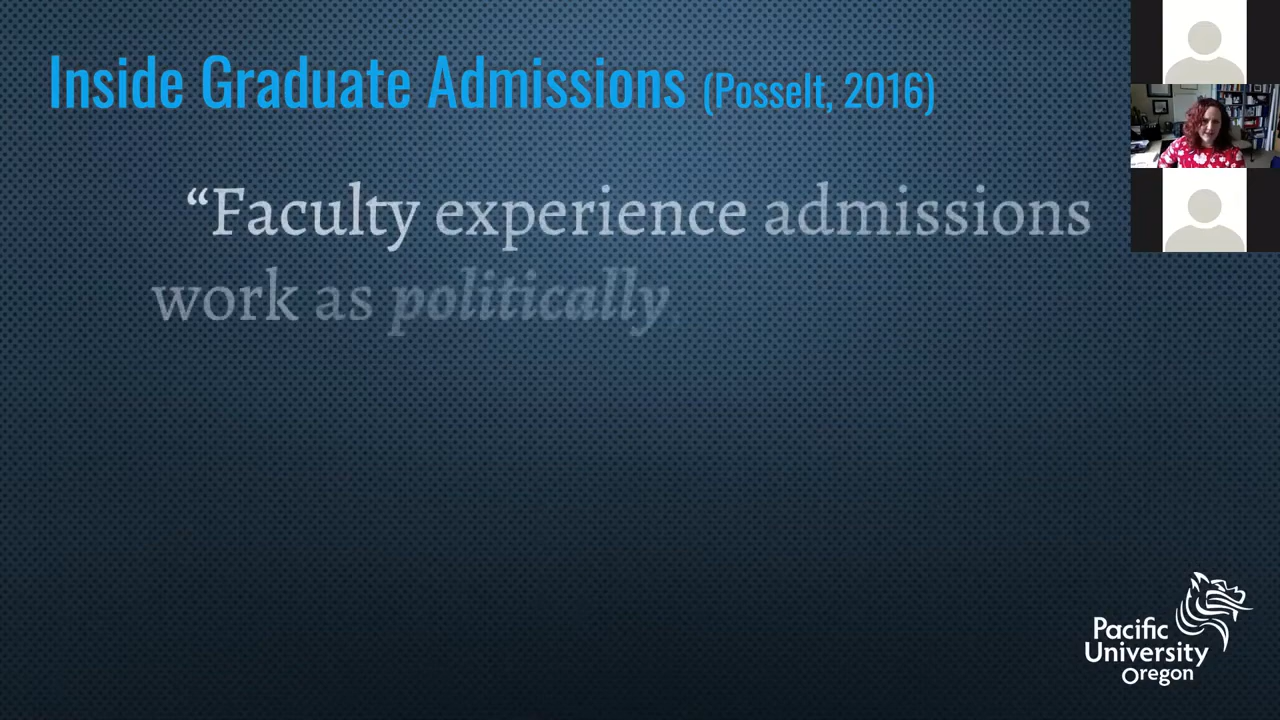 Inside Graduate Admissions (Posselt, 2016)
“Faculty experience admissions
work as politically
Pacific
University
Oregon